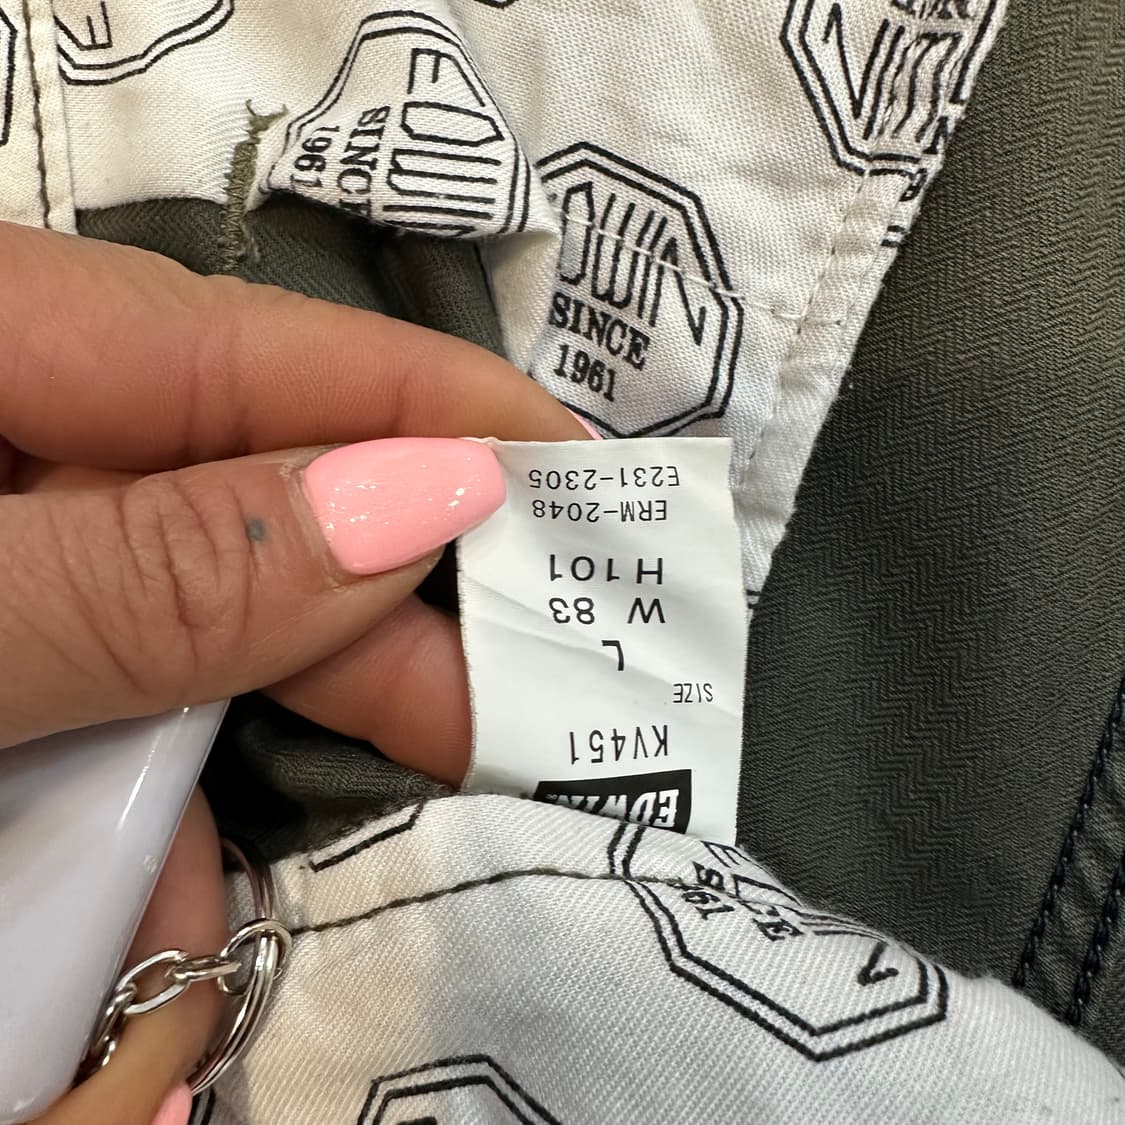 EDWIN
SINCE
1961
EDWIN
SINCE
1961
EDWIN
KV451
SIZE
L
W 83
H 101
ERM-2048
E231-2305